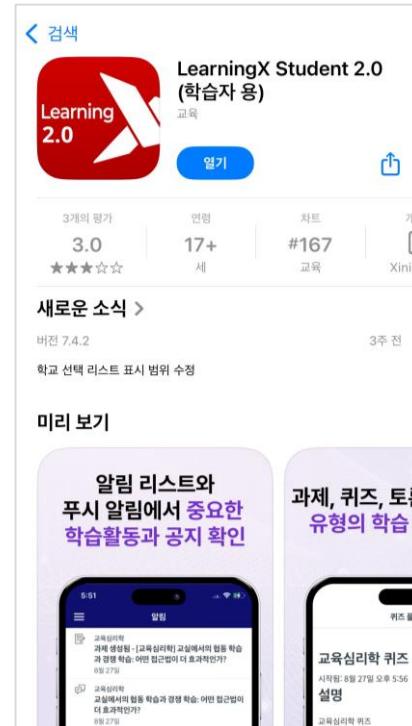 검색
Learning
2.0
LearningX Student 2.0
(학습자 용)
교육
열기
3개의 평가
3.0
★★★☆☆
연령
17+
세
차트
#167
교육
Xini
새로운 소식
버전 7.4.2
3주 전
학교 선택 리스트 표시 범위 수정
미리 보기
알림 리스트와
푸시 알림에서 중요한
학습활동과 공지 확인
5:51
알림
교육심리학
과제 생성됨 - [교육심리학] 교실에서의 협동 학습
과 경쟁 학습: 어떤 접근법이 더 효과적인가?
8월 27일
교육심리학
교실에서의 협동 학습과 경쟁 학습: 어떤 접근법이
더 효과적인가?
8월 27일
과제, 퀴즈, 토론
유형의 학습
퀴즈
교육심리학 퀴즈
시작됨: 8월 27일 오후 5:56
설명
교육심리학 퀴즈